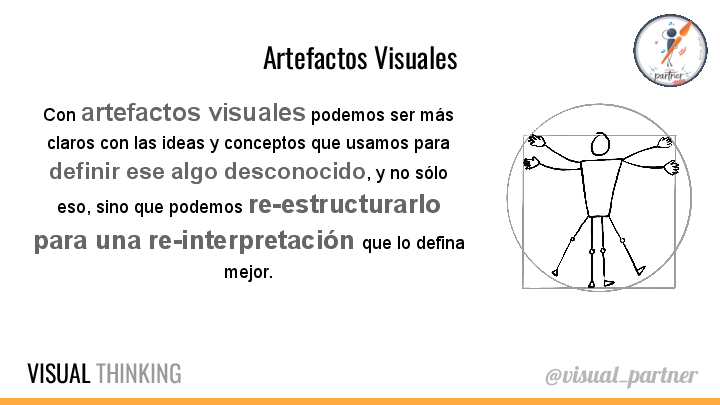 Artefactos Visuales
partner
Con artefactos visuales podemos ser más
claros con las ideas y conceptos que usamos para
definir ese algo desconocido, y no sólo
eso, sino que podemos re-estructurarlo
para una re-interpretación que lo defina
mejor.
VISUAL THINKING
@visual_partner